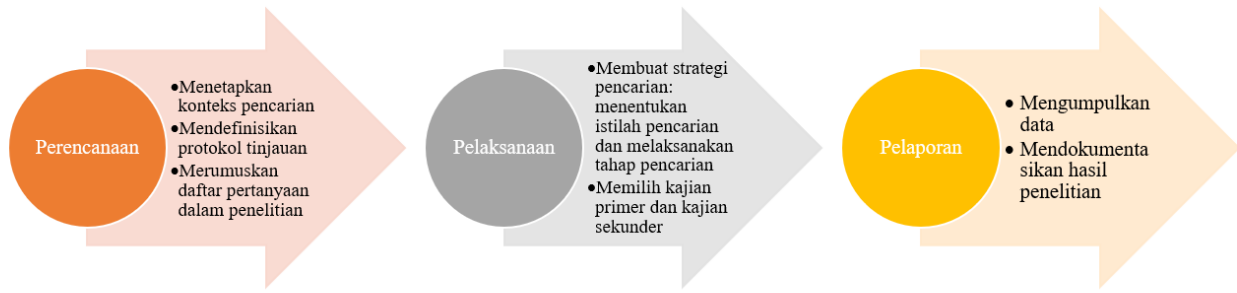 Perencanaan
•Menetapkan
konteks pencarian
•Mendefinisikan
protokol tinjauan
•Merumuskan
daftar pertanyaan
dalam penelitian
Pelaksanaan
•Membuat strategi
pencarian:
menentukan
istilah pencarian
dan melaksanakan
tahap pencarian
•Memilih kajian
primer dan kajian
sekunder
Pelaporan
• Mengumpulkan
data
• Mendokumenta
sikan hasil
penelitian